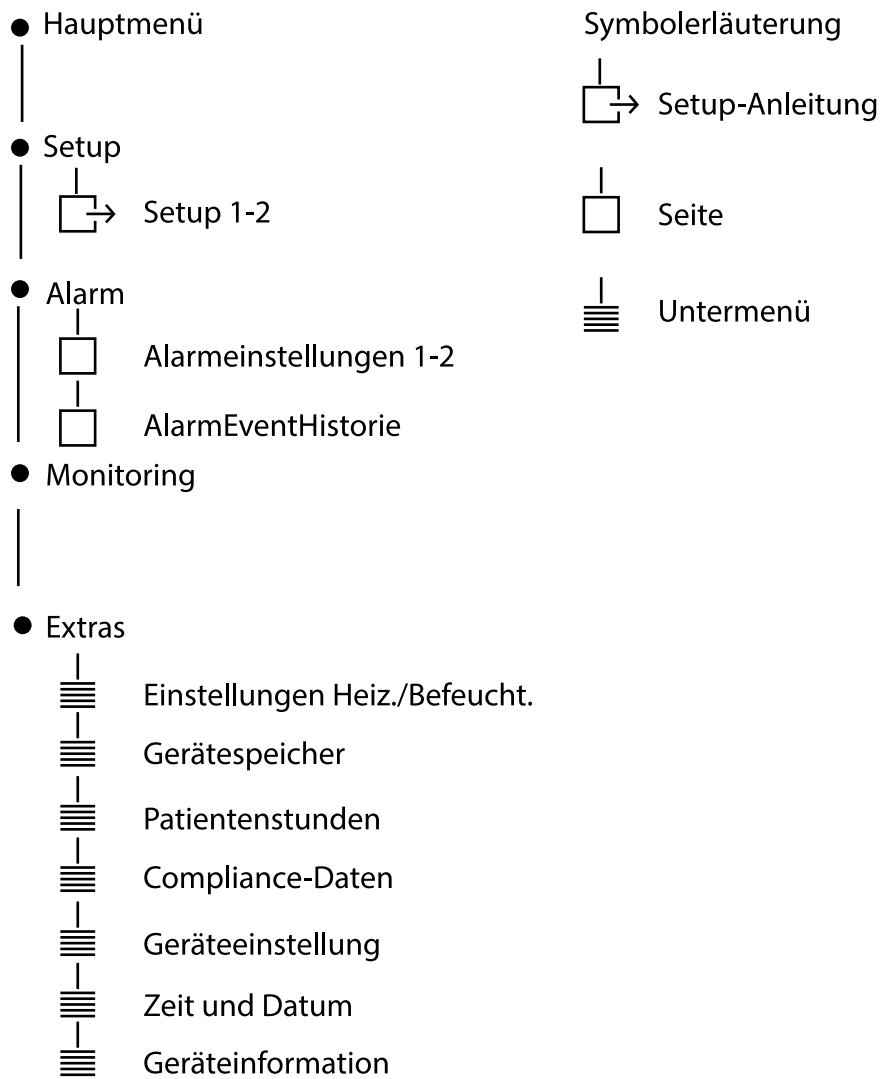 Hauptmenü
Setup
Setup 1-2
Alarm
Alarmeinstellungen 1-2
AlarmEventHistorie
Monitoring
Extras
Einstellungen Heiz./Befeucht.
Gerätespeicher
Patientenstunden
Compliance-Daten
Geräteeinstellung
Zeit und Datum
Geräteinformation
Symbolerläuterung
Setup-Anleitung
Seite
Untermenü